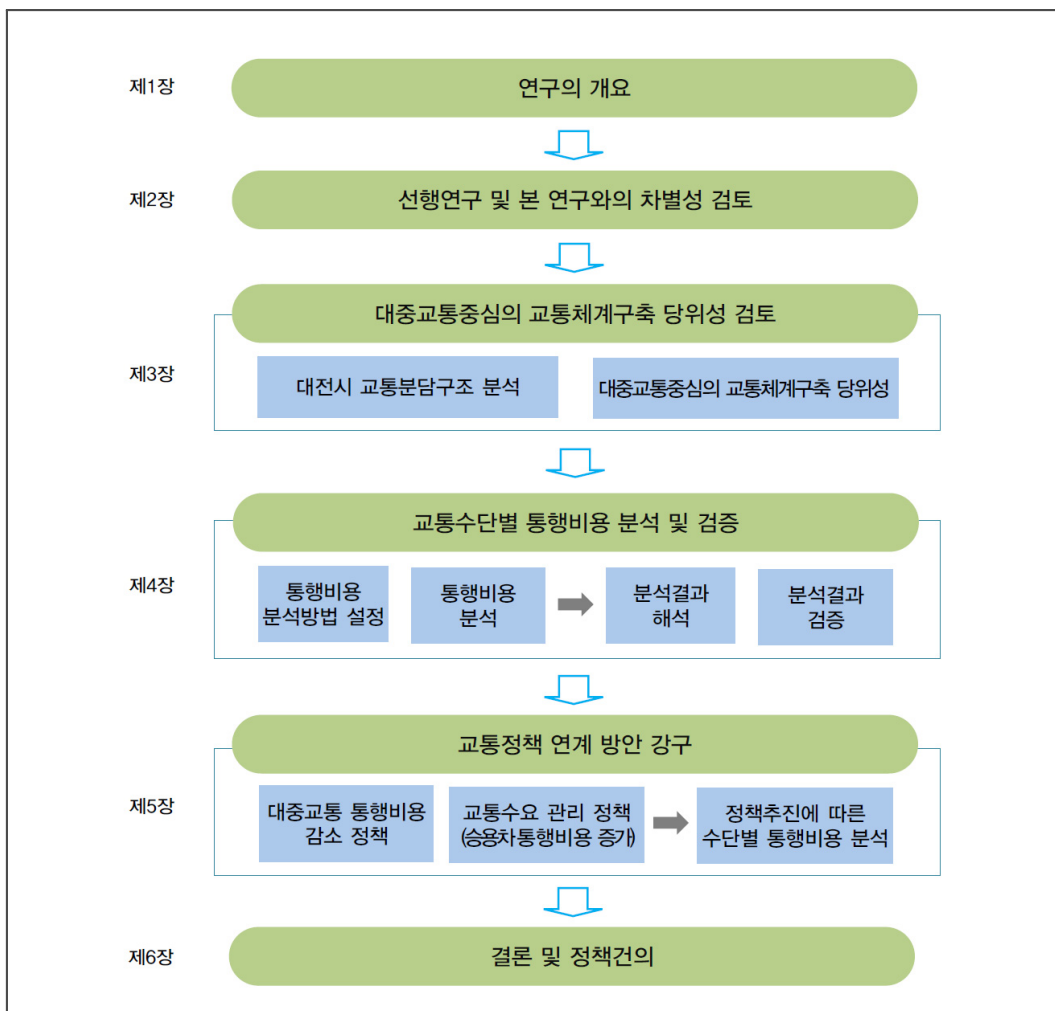 제1장
연구의 개요
제2장
선행연구 및 본 연구와의 차별성 검토
대중교통중심의 교통체계구축 당위성 검토
제3장
대전시 교통분담구조 분석
대중교통중심의 교통체계구축 당위성
교통수단별 통행비용 분석 및 검증
제4장
통행비용
분석방법 설정
통행비용
분석
분석결과
해석
분석결과
검증
교통정책 연계 방안 강구
제5장
대중교통 통행비용
감소 정책
교통수요 관리 정책
(승용차통행비용 증가)
정책추진에 따른
수단별 통행비용 분석
제6장
결론 및 정책건의